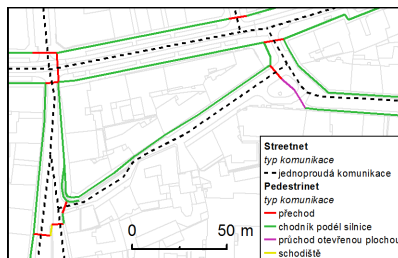 Streetnet
typ komunikace
jednoproudá komunikace
Pedestrinet
typ komunikace
přechod
chodník podél silnice
průchod otevřenou plochou
schodiště
0 50 m